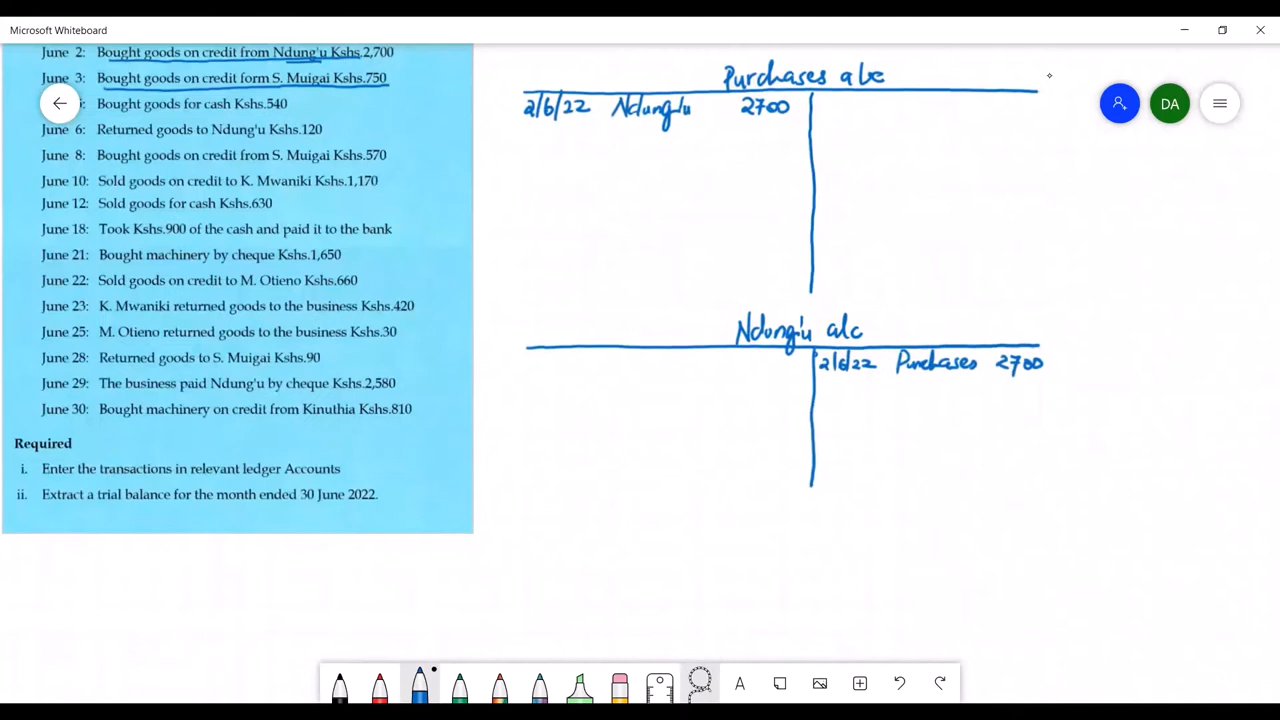 Microsoft Whiteboard
June 2: Bought goods on credit from Ndung'u Kshs.2,700
June 3: Bought goods on credit form S. Muigai Kshs.750
Bought goods for cash Kshs.540
June 6: Returned goods to Ndung'u Kshs.120
June 8: Bought goods on credit from S. Muigai Kshs.570
June 10: Sold goods on credit to K. Mwaniki Kshs.1,170
June 12: Sold goods for cash Kshs.630
June 18: Took Kshs.900 of the cash and paid it to the bank
June 21: Bought machinery by cheque Kshs.1,650
June 22: Sold goods on credit to M. Otieno Kshs.660
June 23: K. Mwaniki returned goods to the business Kshs.420
June 25: M. Otieno returned goods to the business Kshs.30
June 28: Returned goods to S. Muigai Kshs.90
June 29: The business paid Ndung'u by cheque Kshs.2,580
June 30: Bought machinery on credit from Kinuthia Kshs.810
Required
i. Enter the transactions in relevant ledger Accounts
ii. Extract a trial balance for the month ended 30 June 2022.
Purchases a/c
2/6/22 Ndung'u 2700
Ndung'u a/c
2/6/22 Purchases 2700
DA
A